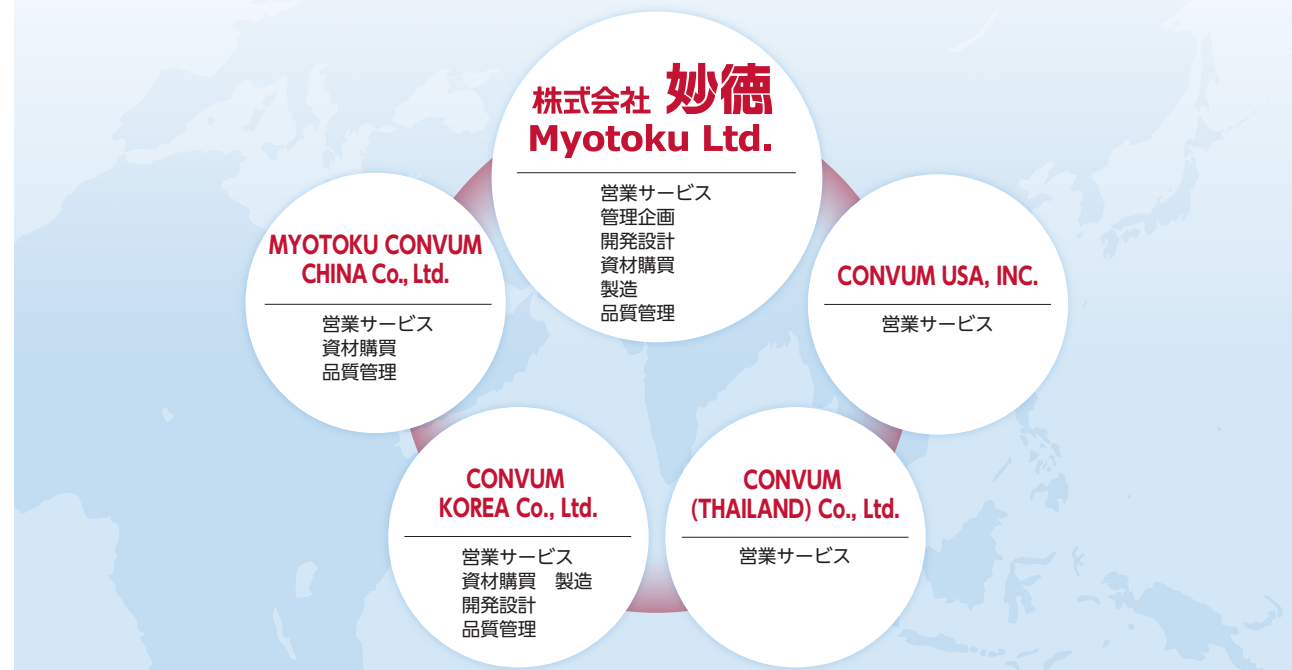 株式会社 妙徳
Myotoku Ltd.
営業サービス
管理企画
開発設計
資材購買
製造
品質管理
MYOTOKU CONVUM
CHINA Co., Ltd.
営業サービス
資材購買
品質管理
CONVUM USA, INC.
営業サービス
CONVUM
KOREA Co., Ltd.
営業サービス
資材購買　製造
開発設計
品質管理
CONVUM
(THAILAND) Co., Ltd.
営業サービス